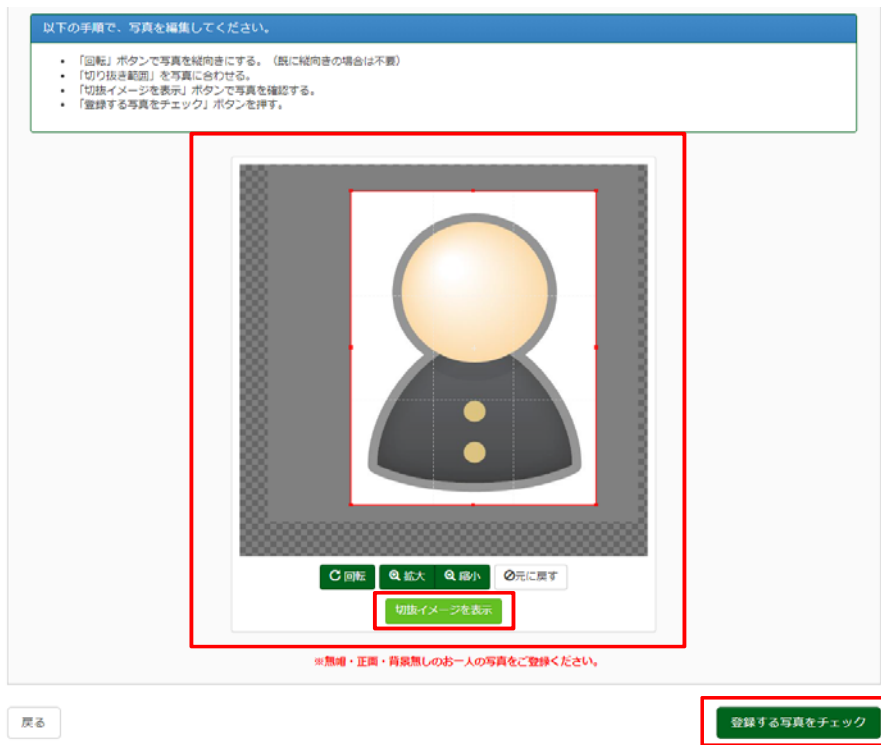 以下の手順で、写真を編集してください。
・「回転」ボタンで写真を縦向きにする。（既に縦向きの場合は不要）
・「切り抜き範囲」を写真に合わせる。
・「切抜イメージを表示」ボタンで写真を確認する。
・「登録する写真をチェック」ボタンを押す。
回転 拡大 縮小 元に戻す
切抜イメージを表示
※無帽・正面・背景無しのお一人の写真をご登録ください。
戻る 登録する写真をチェック